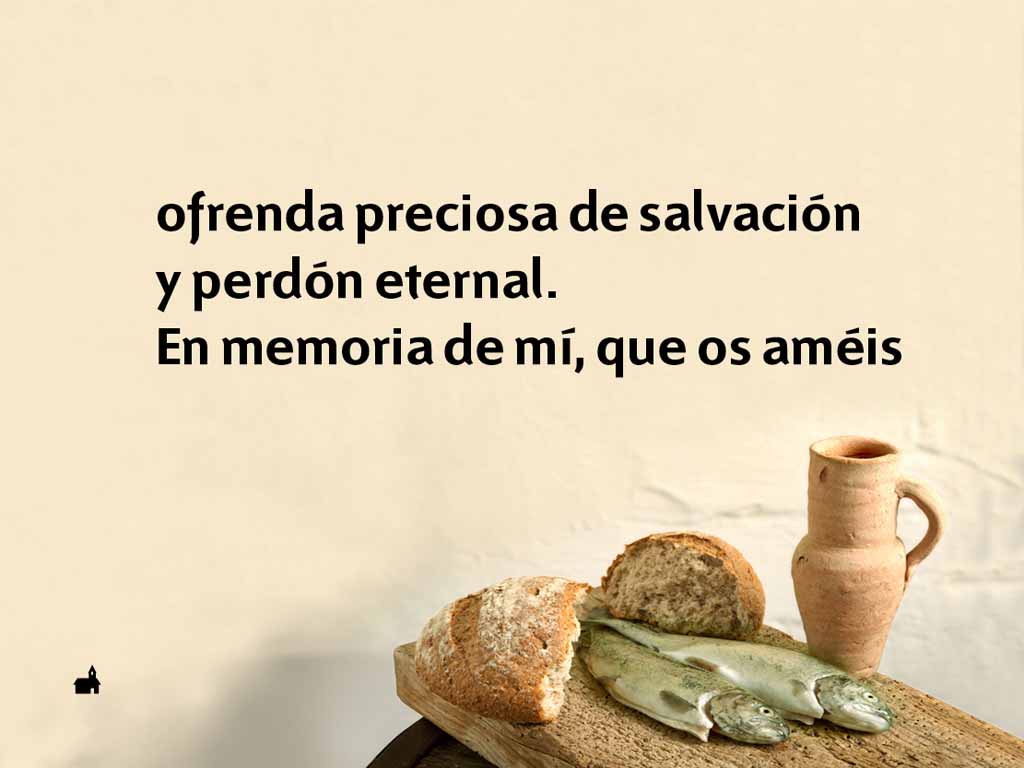 ofrenda preciosa de salvación
y perdón eternal.
En memoria de mí, que os améis